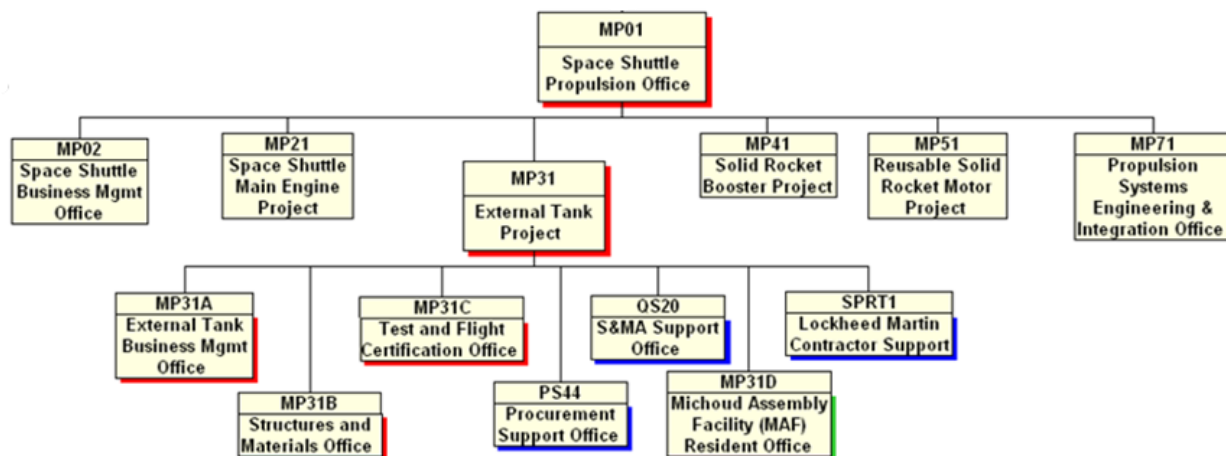 MP01
Space Shuttle
Propulsion Office
MP02
Space Shuttle
Business Mgmt
Office
MP21
Space Shuttle
Main Engine
Project
MP31
External Tank
Project
MP41
Solid Rocket
Booster Project
MP51
Reusable Solid
Rocket Motor
Project
MP71
Propulsion
Systems
Engineering &
Integration Office
MP31A
External Tank
Business Mgmt
Office
MP31B
Structures and
Materials Office
MP31C
Test and Flight
Certification Office
PS44
Procurement
Support Office
QS20
S&MA Support
Office
MP31D
Michoud Assembly
Facility (MAF)
Resident Office
SPRT1
Lockheed Martin
Contractor Support